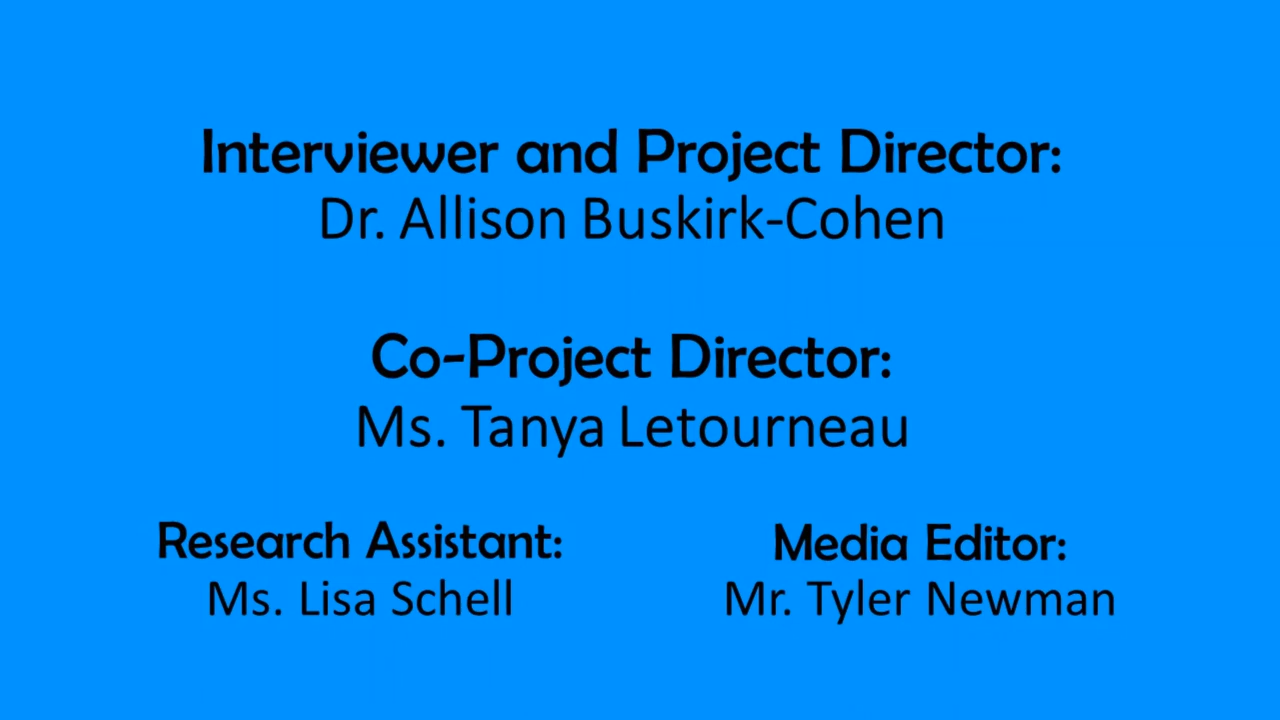 Interviewer and Project Director:
Dr. Allison Buskirk-Cohen
Co-Project Director:
Ms. Tanya Letourneau
Research Assistant:
Ms. Lisa Schell
Media Editor:
Mr. Tyler Newman